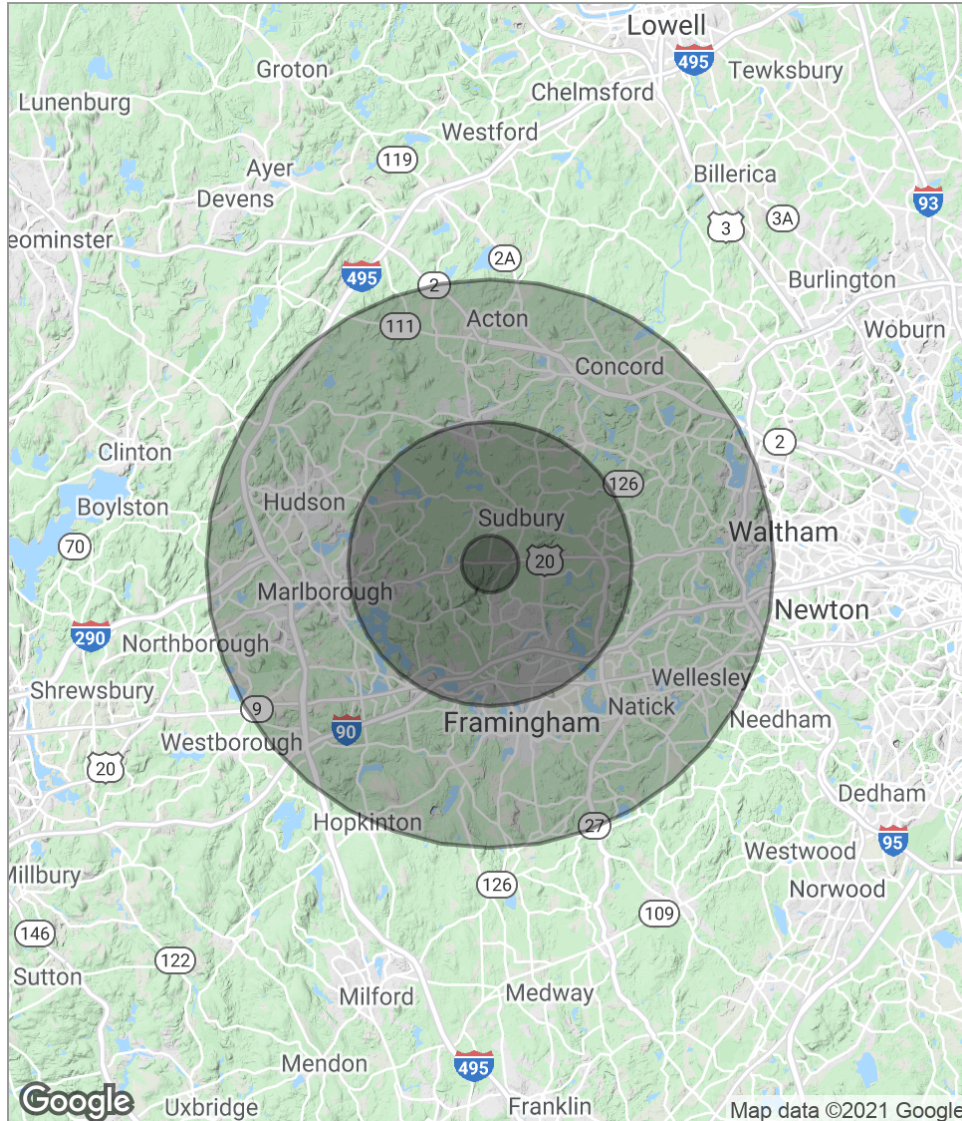 Lowell
495
Groton
Tewksbury
Lunenburg
Chelmsford
Westford
119
Ayer
Billerica
Devens
93
3A
3
eominster
2A
495
2
Burlington
111
Acton
Woburn
Concord
2
Clinton
126
Hudson
Boylston
Sudbury
Waltham
70
20
Marlborough
Newton
290
Northborough
Wellesley
Shrewsbury
Natick
9
Framingham
Needham
90
Westborough
20
Dedham
Hopkinton
27
95
Westwood
Millbury
126
Norwood
109
146
122
Sutton
Milford
Medway
Mendon
495
Google
Uxbridge
Franklin
Map data ©2021 Google